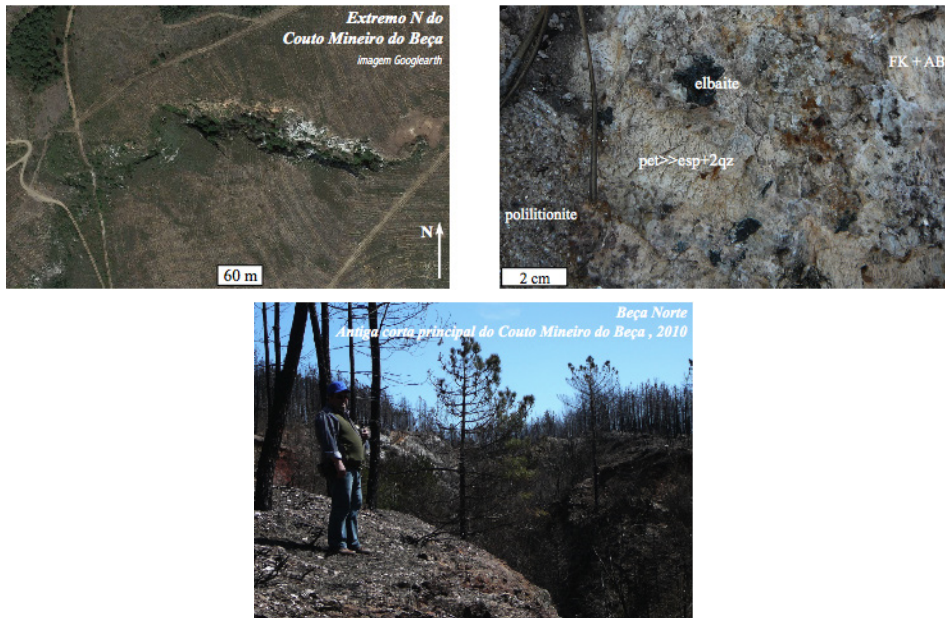 Extremo N do
Couto Mineiro do Beça
imagem Googlearth
N
60 m
elbaite
FK + AB
pet>>esp+2qz
polilitionite
2 cm
Beça Norte
Antiga corta principal do Couto Mineiro do Beça , 2010